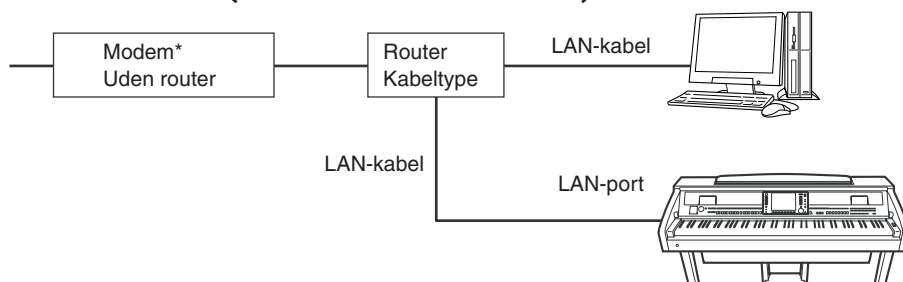 Modem*
Uden router
Router
Kabeltype
LAN-kabel
LAN-kabel
LAN-port